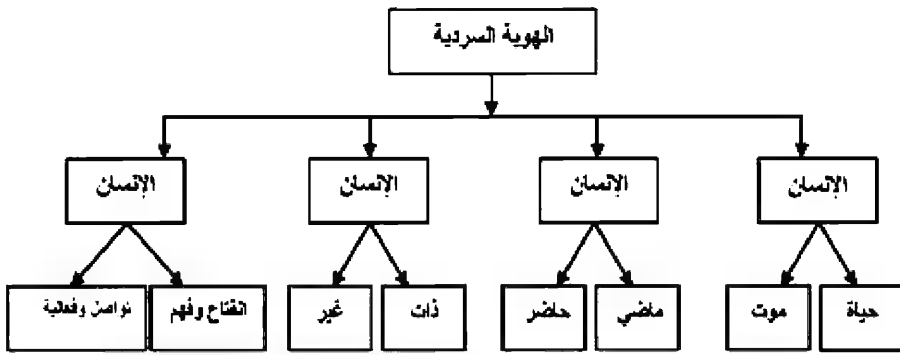 الهوية السردية
الإنسان
الإنسان
الإنسان
الإنسان
حياة
موت
ماضي
حاضر
ذات
غير
انفتاح وفهم
تواصل وفعالية